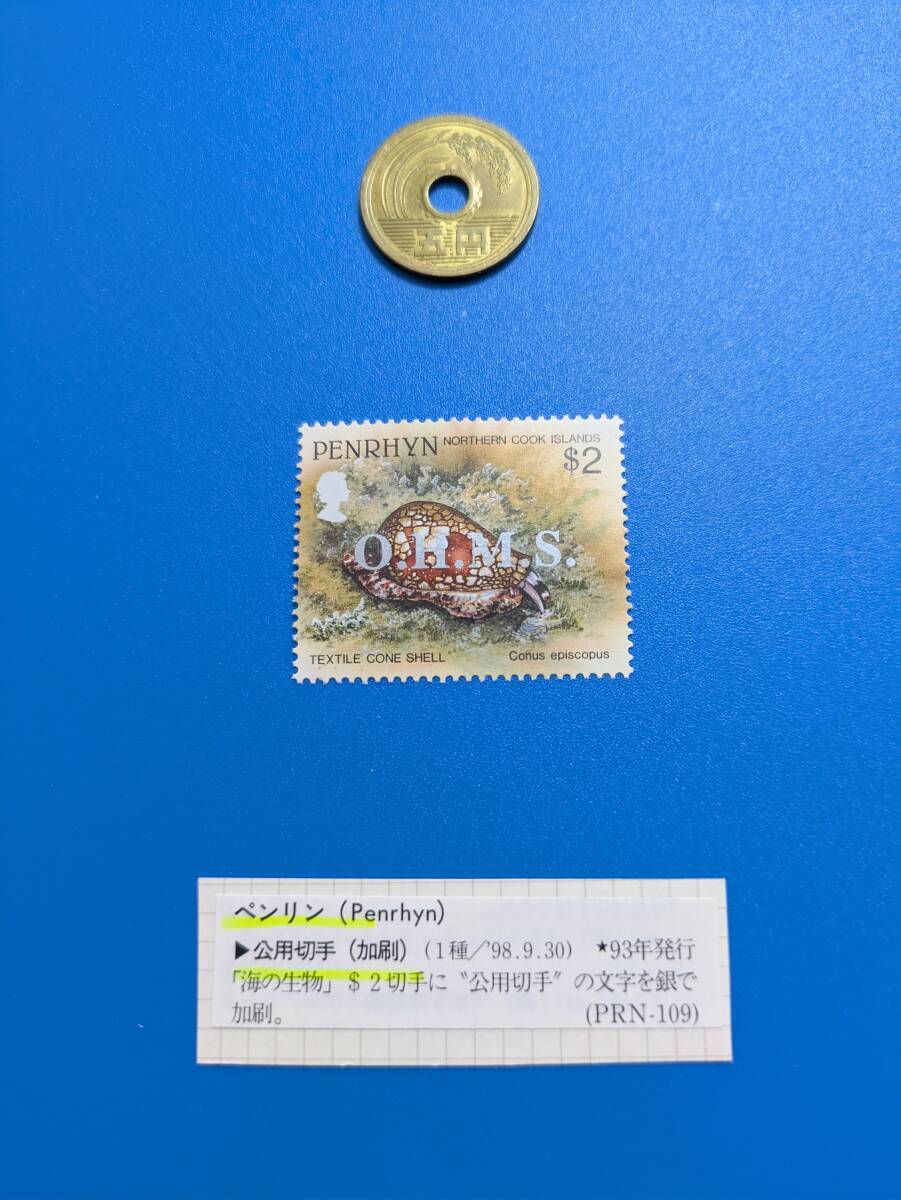 五円
PENRHYN NORTHERN COOK ISLANDS
$2
O.H.M.S.
TEXTILE CONE SHELL Conus episcopus
ペンリン (Penrhyn)
▶公用切手 (加刷) (1種/'98.9.30) ★93年発行
「海の生物」$2切手に〝公用切手〞の文字を銀で
加刷。 (PRN-109)